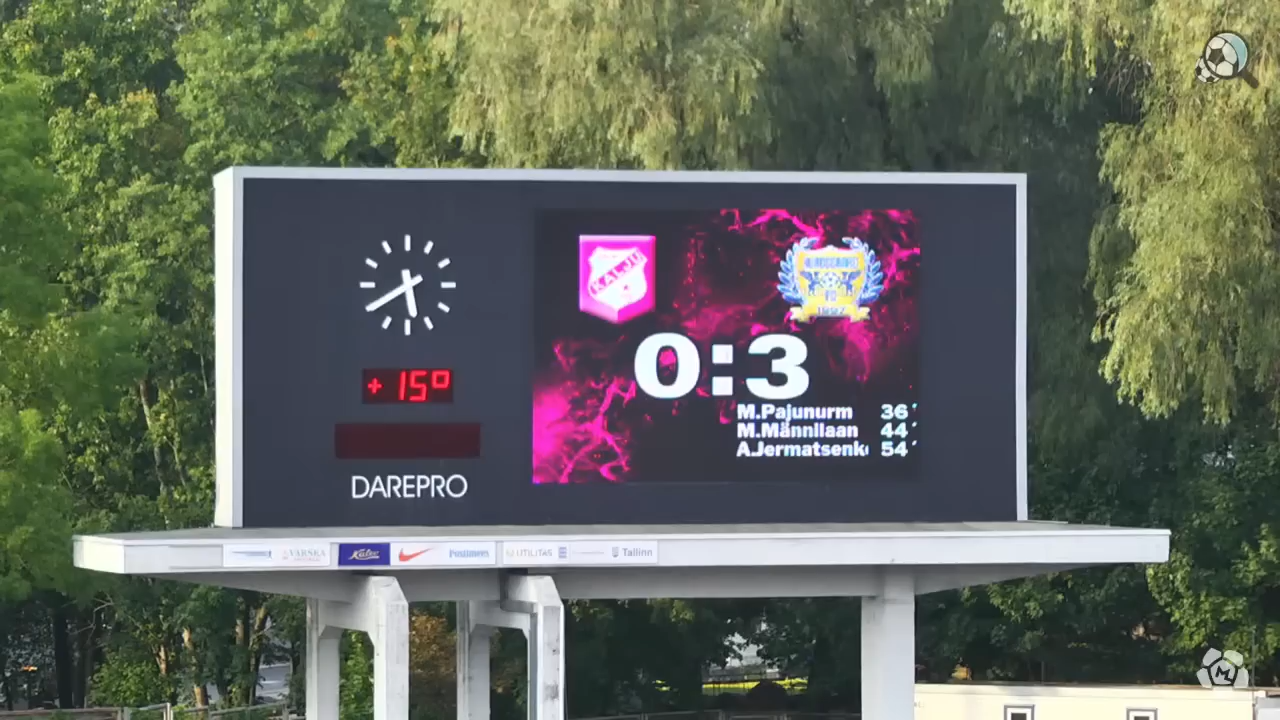 KALJU
0:3
M.Pajunurm 36'
M.Männilaan 44'
A.Jermatsenk 54'
+15°
DAREPRO
VÄRSKA
Kalev
Postimees
UTILITAS
Tallinn
M